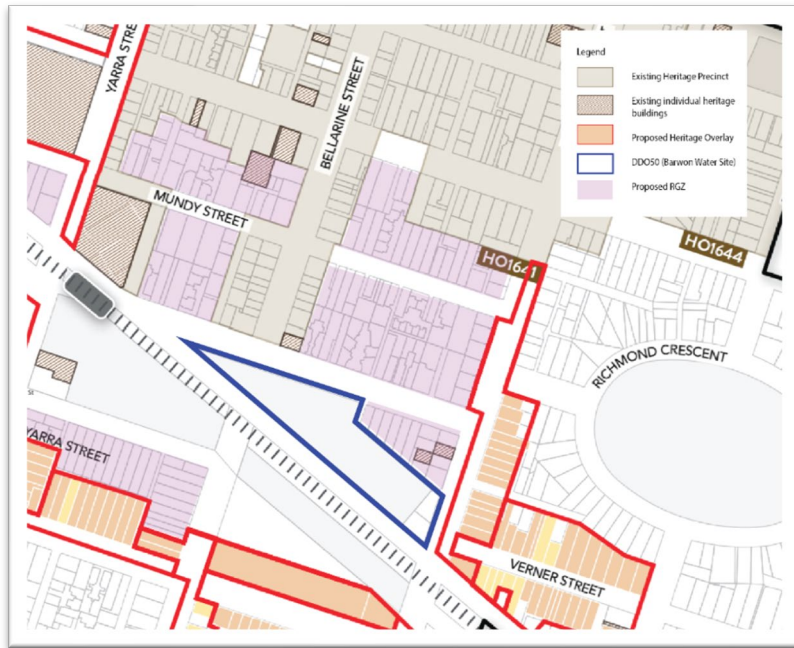 YARRA STREET
BELLARINE STREET
MUNDY STREET
HO1641
HO1644
RICHMOND CRESCENT
YARRA STREET
VERNER STREET
Legend
Existing Heritage Precinct
Existing individual heritage
buildings
Proposed Heritage Overlay
DDO50 (Barwon Water Site)
Proposed RGZ